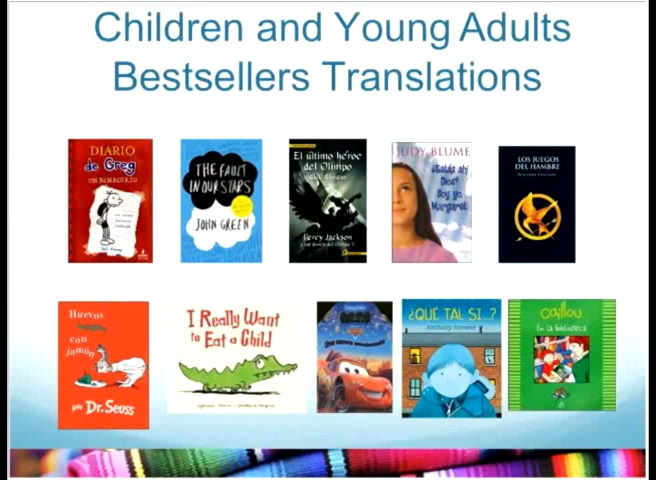 Children and Young Adults
Bestsellers Translations
DIARIO
de Greg
UN RENACUAJO
THE FAULT
IN OUR STARS
JOHN GREEN
El último héroe
del Olimpo
Percy Jackson
JUDY BLUME
¿Estás ahí
Dios?
Soy yo
Margaret.
LOS JUEGOS
DEL HAMBRE
Huevos
con
jamón
por Dr. Seuss
I Really Want
to Eat a Child
¿QUÉ TAL SI..?
Anthony Browne
caillou
En la biblioteca